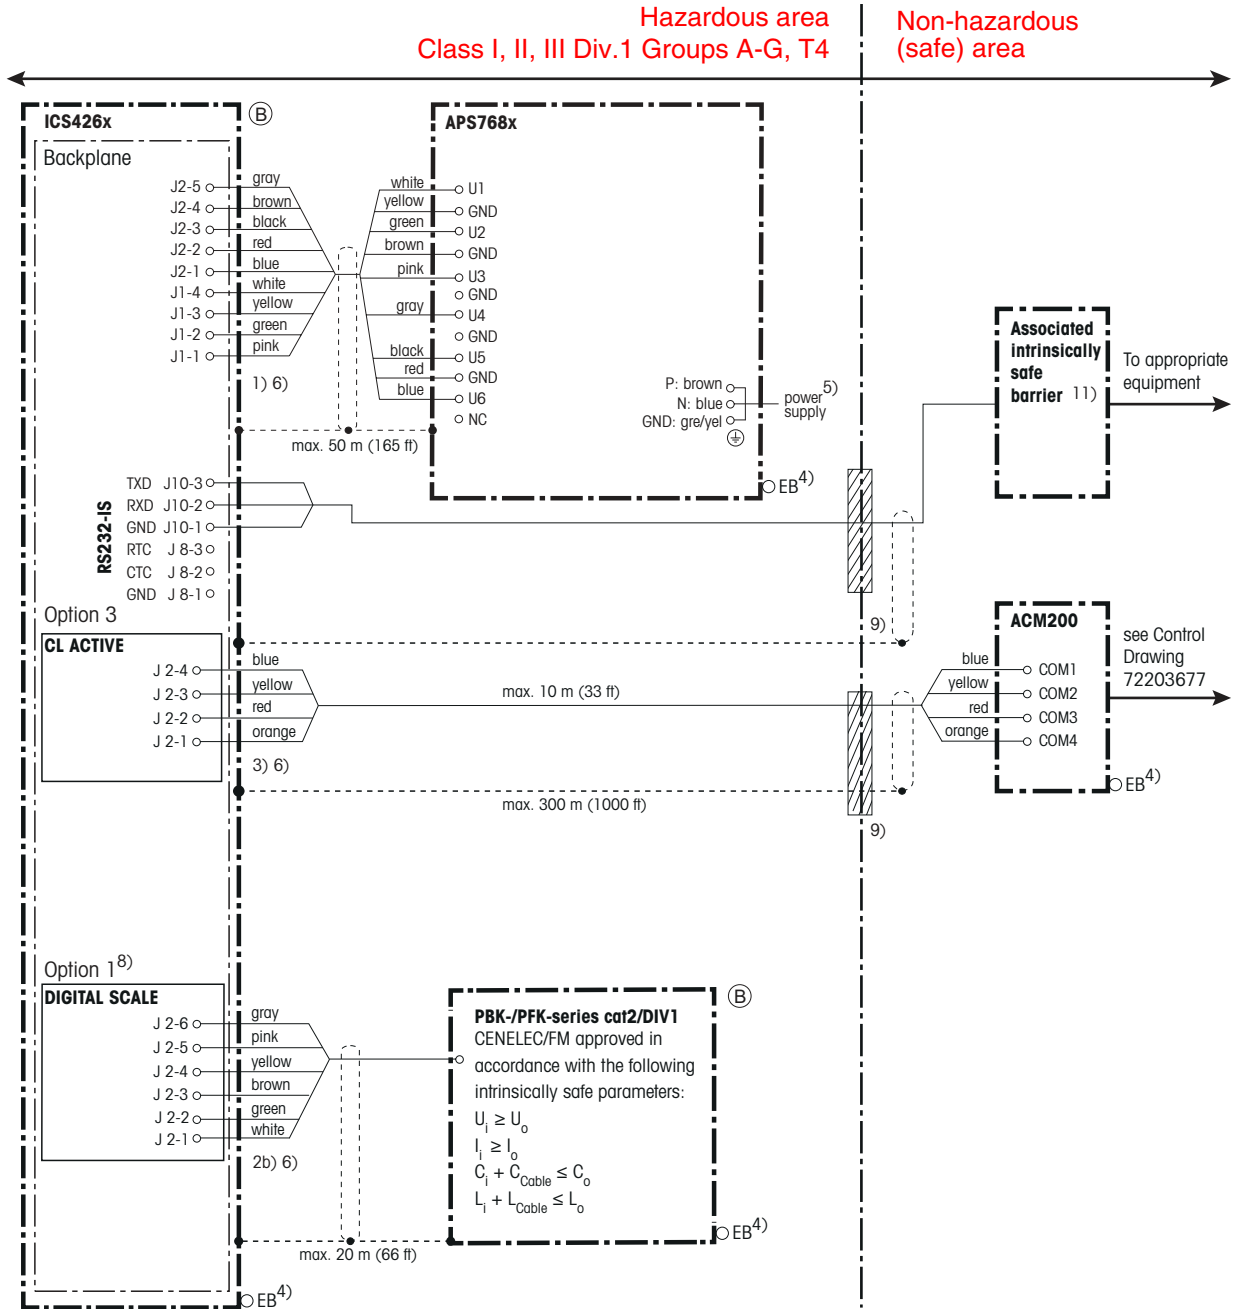 Hazardous area
Class I, II, III Div.1 Groups A-G, T4
Non-hazardous
(safe) area
ICS426x
B
Backplane
J2-5 gray
J2-4 brown
J2-3 black
J2-2 red
J2-1 blue
J1-4 white
J1-3 yellow
J1-2 green
J1-1 pink
1) 6)
max. 50 m (165 ft)
APS768x
white U1
yellow GND
green U2
brown GND
pink U3
GND
gray U4
GND
black U5
red GND
blue U6
NC
P: brown
N: blue
GND: gre/yel
power 5)
supply
EB 4)
Associated
intrinsically
safe
barrier 11)
To appropriate
equipment
RS232-IS
TXD J10-3
RXD J10-2
GND J10-1
RTC J 8-3
CTC J 8-2
GND J 8-1
9)
Option 3
CL ACTIVE
J 2-4 blue
J 2-3 yellow
J 2-2 red
J 2-1 orange
3) 6)
max. 10 m (33 ft)
max. 300 m (1000 ft)
9)
ACM200
blue COM1
yellow COM2
red COM3
orange COM4
see Control
Drawing
72203677
EB 4)
Option 1 8)
DIGITAL SCALE
J 2-6 gray
J 2-5 pink
J 2-4 yellow
J 2-3 brown
J 2-2 green
J 2-1 white
2b) 6)
max. 20 m (66 ft)
B
PBK-/PFK-series cat2/DIV1
CENELEC/FM approved in
accordance with the following
intrinsically safe parameters:
Ui ≥ Uo
Ii ≥ Io
Ci + CCable ≤ Co
Li + LCable ≤ Lo
EB 4)
EB 4)